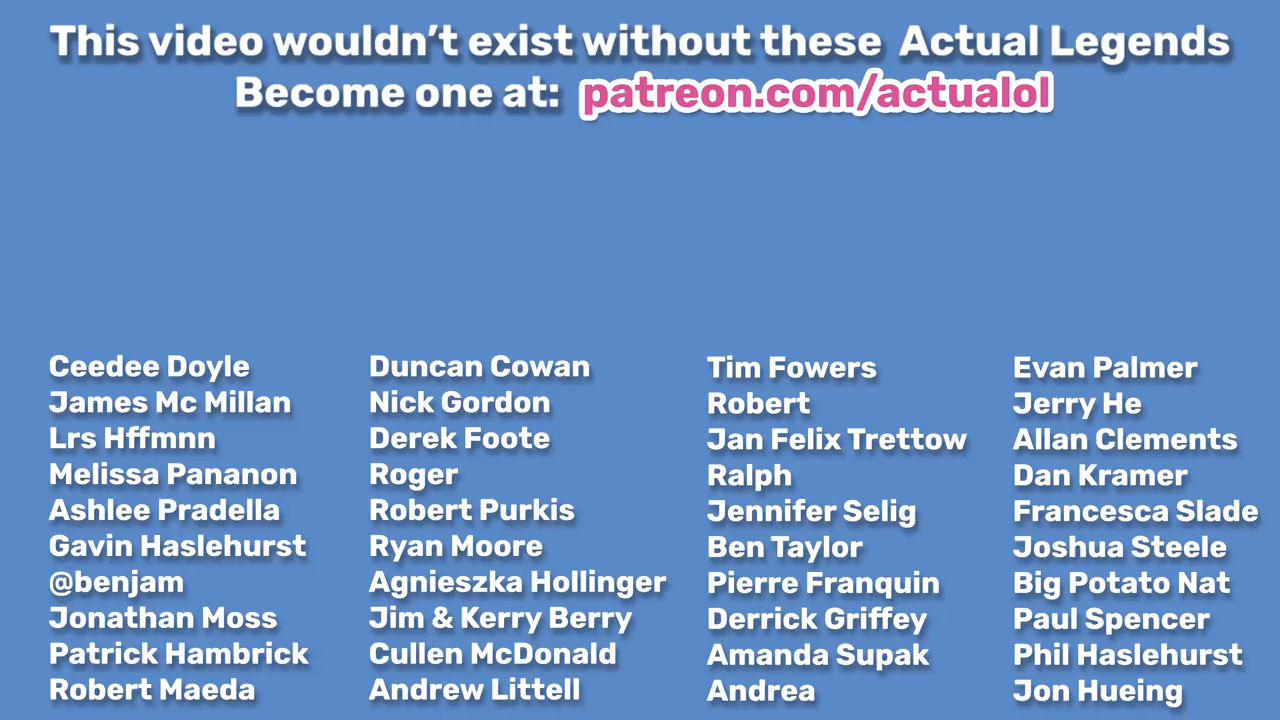 This video wouldn't exist without these Actual Legends
Become one at: patreon.com/actualol
Ceedee Doyle
James Mc Millan
Lrs Hffmnn
Melissa Pananon
Ashlee Pradella
Gavin Haslehurst
@benjam
Jonathan Moss
Patrick Hambrick
Robert Maeda
Duncan Cowan
Nick Gordon
Derek Foote
Roger
Robert Purkis
Ryan Moore
Agnieszka Hollinger
Jim & Kerry Berry
Cullen McDonald
Andrew Littell
Tim Fowers
Robert
Jan Felix Trettow
Ralph
Jennifer Selig
Ben Taylor
Pierre Franquin
Derrick Griffey
Amanda Supak
Andrea
Evan Palmer
Jerry He
Allan Clements
Dan Kramer
Francesca Slade
Joshua Steele
Big Potato Nat
Paul Spencer
Phil Haslehurst
Jon Hueing